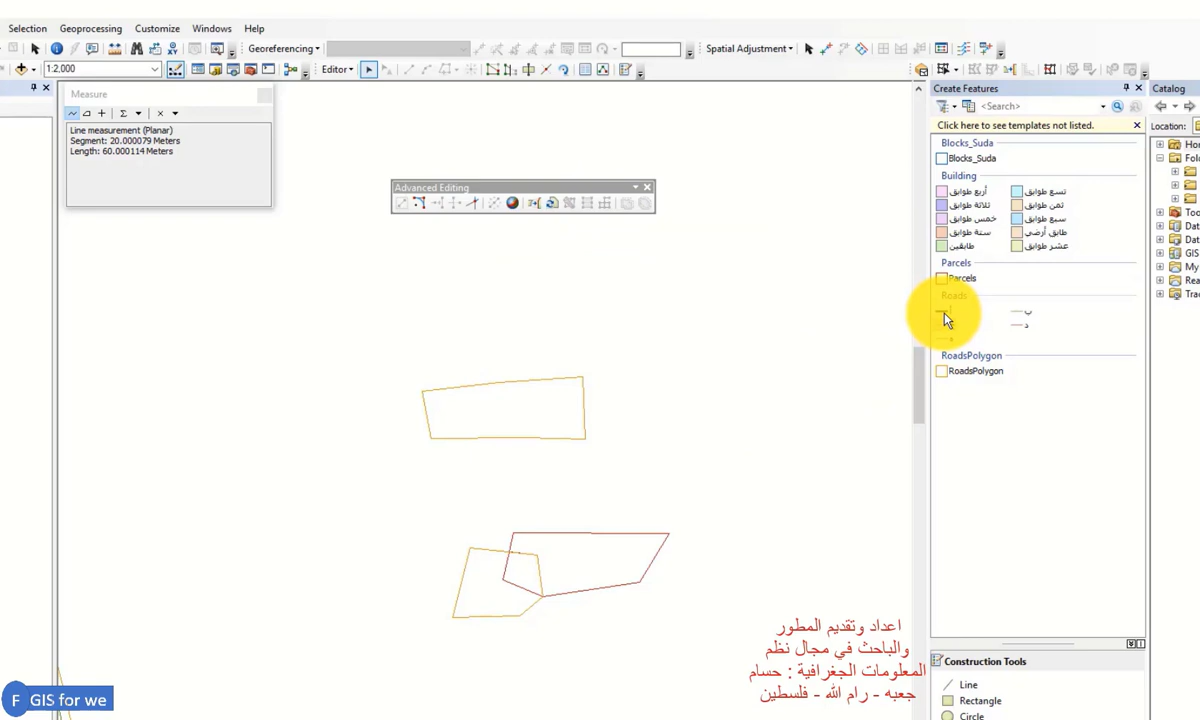 Selection
Geoprocessing
Customize
Windows
Help
Georeferencing
Spatial Adjustment
1:2,000
Editor
Measure
Line measurement (Planar)
Segment: 20.000079 Meters
Length: 60.000114 Meters
Advanced Editing
Create Features
<Search>
Click here to see templates not listed.
Blocks_Suda
Blocks_Suda
Building
أربع طوابق
تسع طوابق
ثلاثة طوابق
ثمن طوابق
خمس طوابق
سبع طوابق
ستة طوابق
طابق أرضي
طابقين
عشر طوابق
Parcels
Parcels
Roads
ب
د
RoadsPolygon
RoadsPolygon
Construction Tools
Line
Rectangle
Circle
Catalog
Location:
اعداد وتقديم المطور
والباحث في مجال نظم
المعلومات الجغرافية : حسام
جعبه - رام الله - فلسطين
F GIS for we